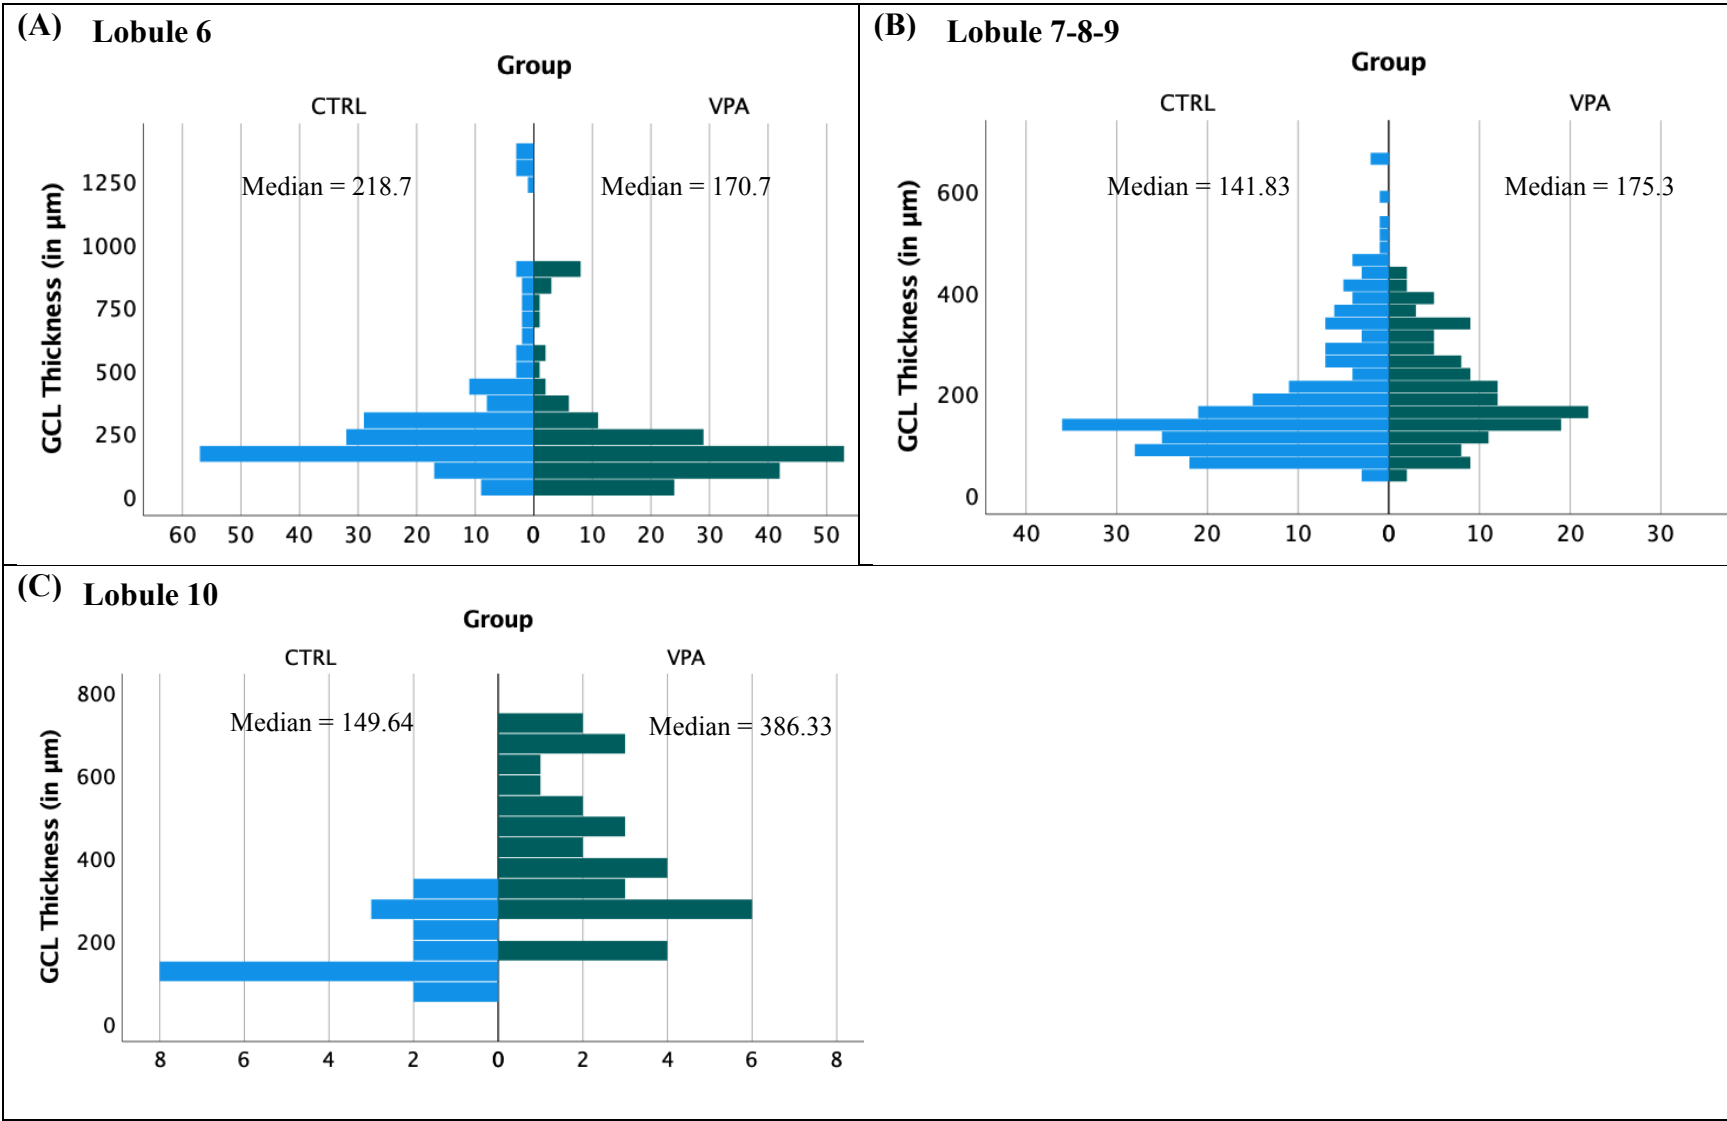 (A) Lobule 6
Group
CTRL VPA
Median = 218.7 Median = 170.7
GCL Thickness (in µm)
1250
1000
750
500
250
0
60 50 40 30 20 10 0 10 20 30 40 50
(B) Lobule 7-8-9
Group
CTRL VPA
Median = 141.83 Median = 175.3
GCL Thickness (in µm)
600
400
200
0
40 30 20 10 0 10 20 30
(C) Lobule 10
Group
CTRL VPA
Median = 149.64 Median = 386.33
GCL Thickness (in µm)
800
600
400
200
0
8 6 4 2 0 2 4 6 8